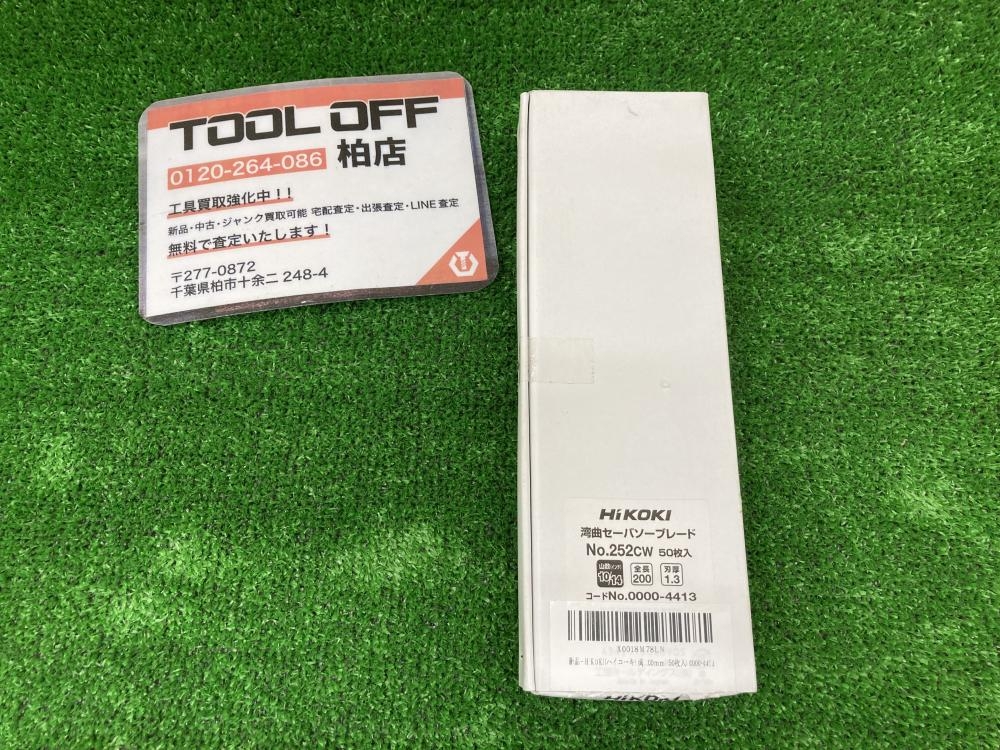 TOOL OFF
0120-264-086 柏店
工具買取強化中！！
新品・中古・ジャンク買取可能 宅配査定・出張査定・LINE査定
無料で査定いたします！
〒277-0872
千葉県柏市十余二 248-4
HiKOKI
湾曲セーバソーブレード
No.252CW 50枚入
山数(インチ) 10/14 全長 200 刃厚 1.3
コードNo.0000-4413
X0018M78LN
Made in Japan
HiKOKI